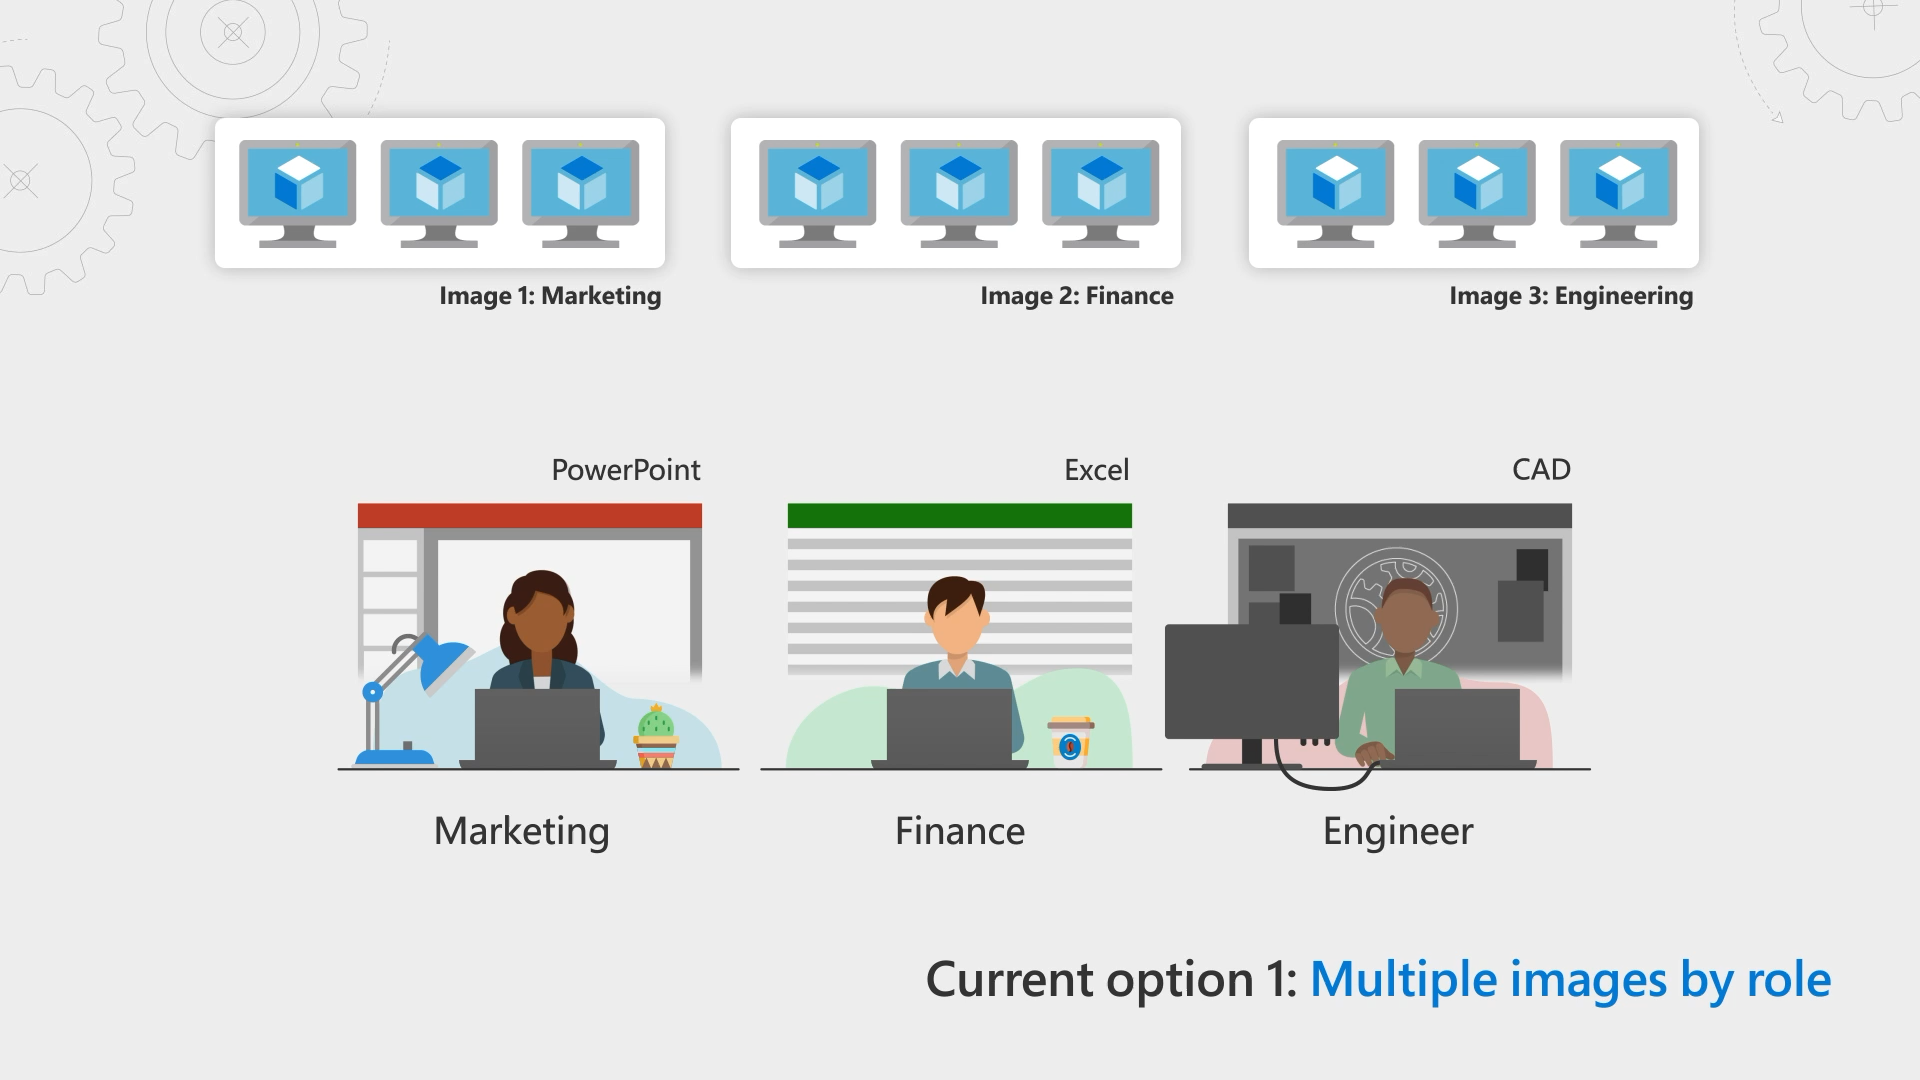 Image 1: Marketing
Image 2: Finance
Image 3: Engineering
PowerPoint
Excel
CAD
Marketing
Finance
Engineer
Current option 1: Multiple images by role